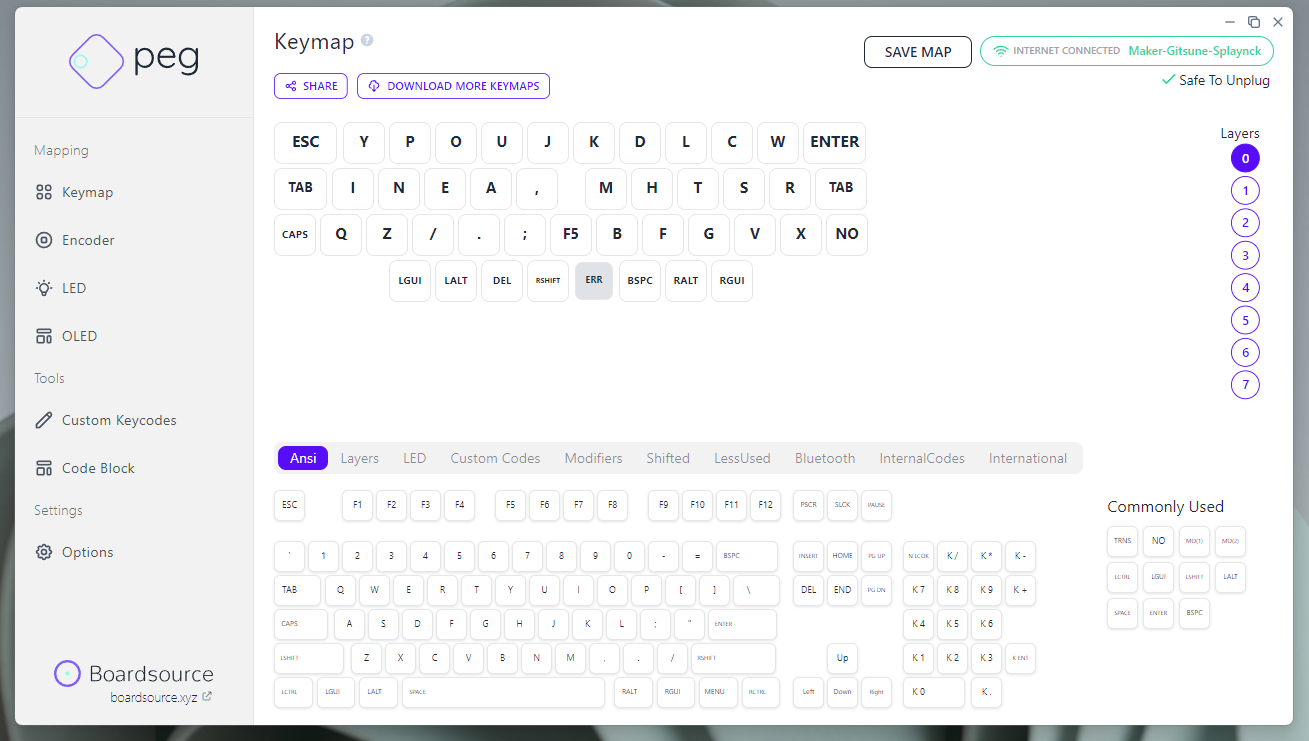 peg
Mapping
Keymap
Encoder
LED
OLED
Tools
Custom Keycodes
Code Block
Settings
Options
Boardsource
boardsource.xyz
Keymap ?
SHARE DOWNLOAD MORE KEYMAPS
SAVE MAP INTERNET CONNECTED Maker-Gitsune-Splaynck
Safe To Unplug
ESC Y P O U J K D L C W ENTER
TAB I N E A , M H T S R TAB
CAPS Q Z / . ; F5 B F G V X NO
LGUI LALT DEL RSHIFT ERR BSPC RALT RGUI
Layers
0
1
2
3
4
5
6
7
Ansi Layers LED Custom Codes Modifiers Shifted LessUsed Bluetooth InternalCodes International
ESC F1 F2 F3 F4 F5 F6 F7 F8 F9 F10 F11 F12 PSCR SLCK PAUSE
` 1 2 3 4 5 6 7 8 9 0 - = BSPC INSERT HOME PG UP N LCOK K / K * K -
TAB Q W E R T Y U I O P [ ] \ DEL END PG DN K 7 K 8 K 9 K +
CAPS A S D F G H J K L ; " ENTER K 4 K 5 K 6
LSHIFT Z X C V B N M , . / RSHIFT Up K 1 K 2 K 3 K ENT
LCTRL LGUI LALT SPACE RALT RGUI MENU RCTRL Left Down Right K 0 K .
Commonly Used
TRNS NO MO(1) MO(2)
LCTRL LGUI LSHIFT LALT
SPACE ENTER BSPC